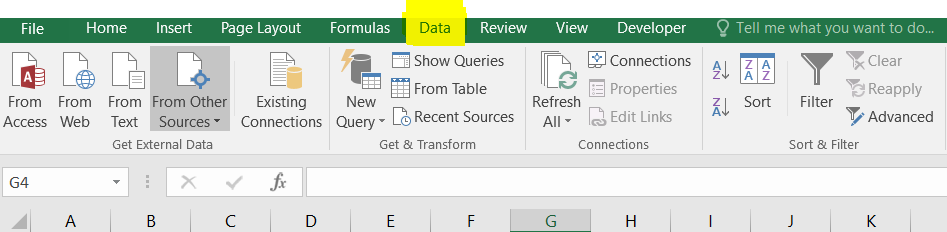 File Home Insert Page Layout Formulas Data Review View Developer Tell me what you want to do...
From Access
From Web
From Text
From Other Sources
Existing Connections
New Query
Show Queries
From Table
Recent Sources
Refresh All
Connections
Properties
Edit Links
A Z
Z A
Z A A Z
Sort
Filter
Clear
Reapply
Advanced
Get External Data Get & Transform Connections Sort & Filter
G4 fx
A B C D E F G H I J K